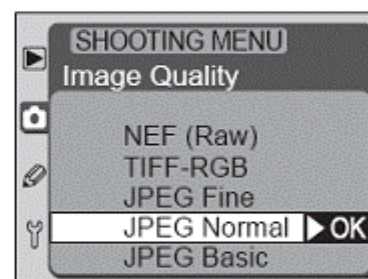 SHOOTING MENU
Image Quality
NEF (Raw)
TIFF-RGB
JPEG Fine
JPEG Normal OK
JPEG Basic